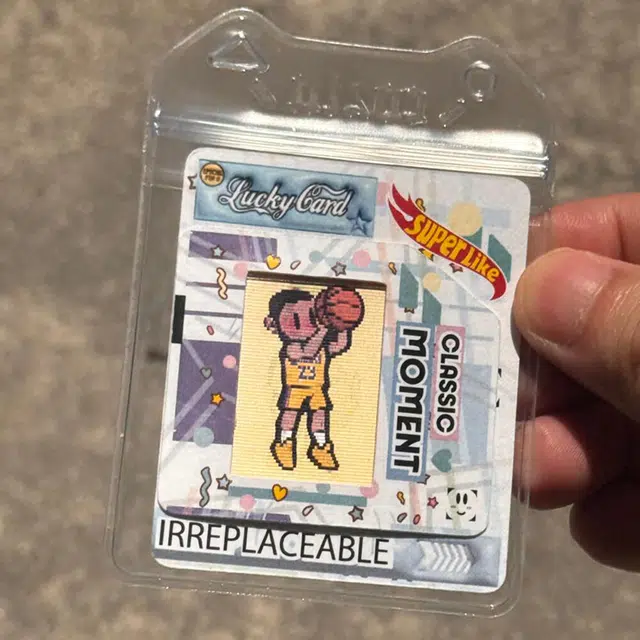 Lucky Card
SUPER LIKE
CLASSIC
MOMENT
23
IRREPLACEABLE